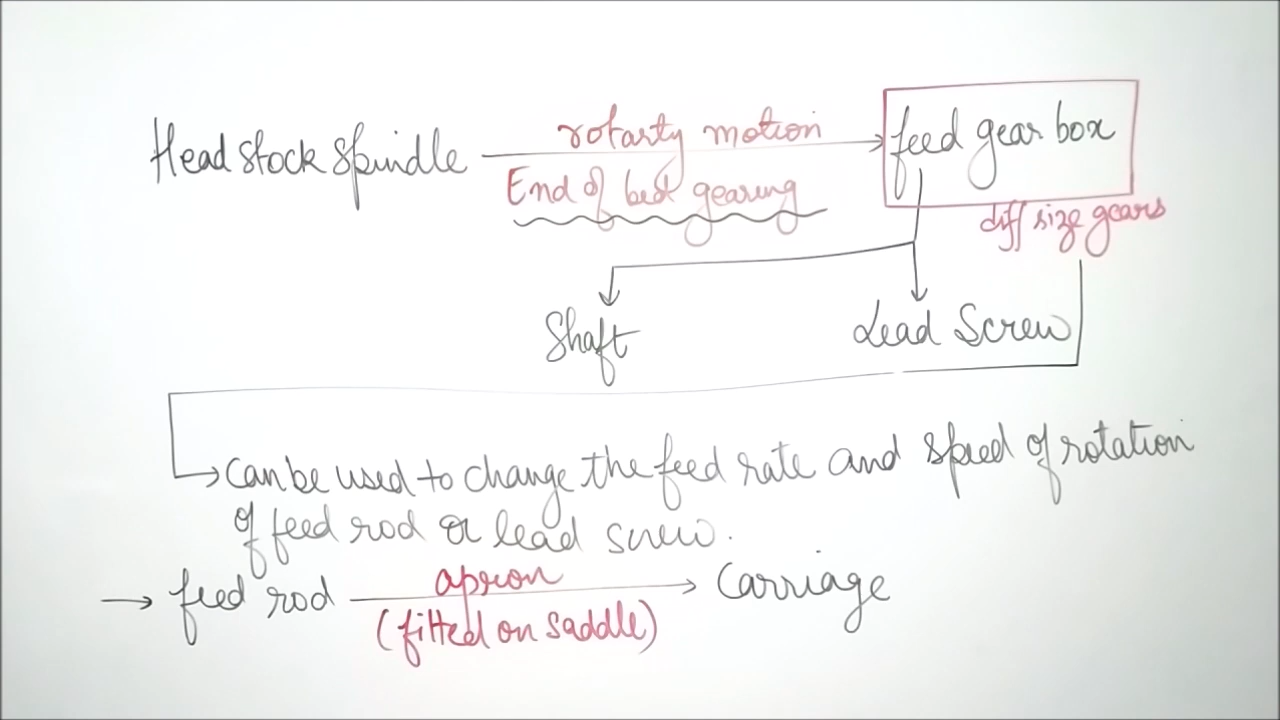 Head stock Spindle rotarty motion feed gear box
End of bed gearing
diff size gears
Shaft Lead Screw
Can be used to change the feed rate and speed of rotation
of feed rod or lead screw.
→ feed rod apron Carriage
(fitted on saddle)